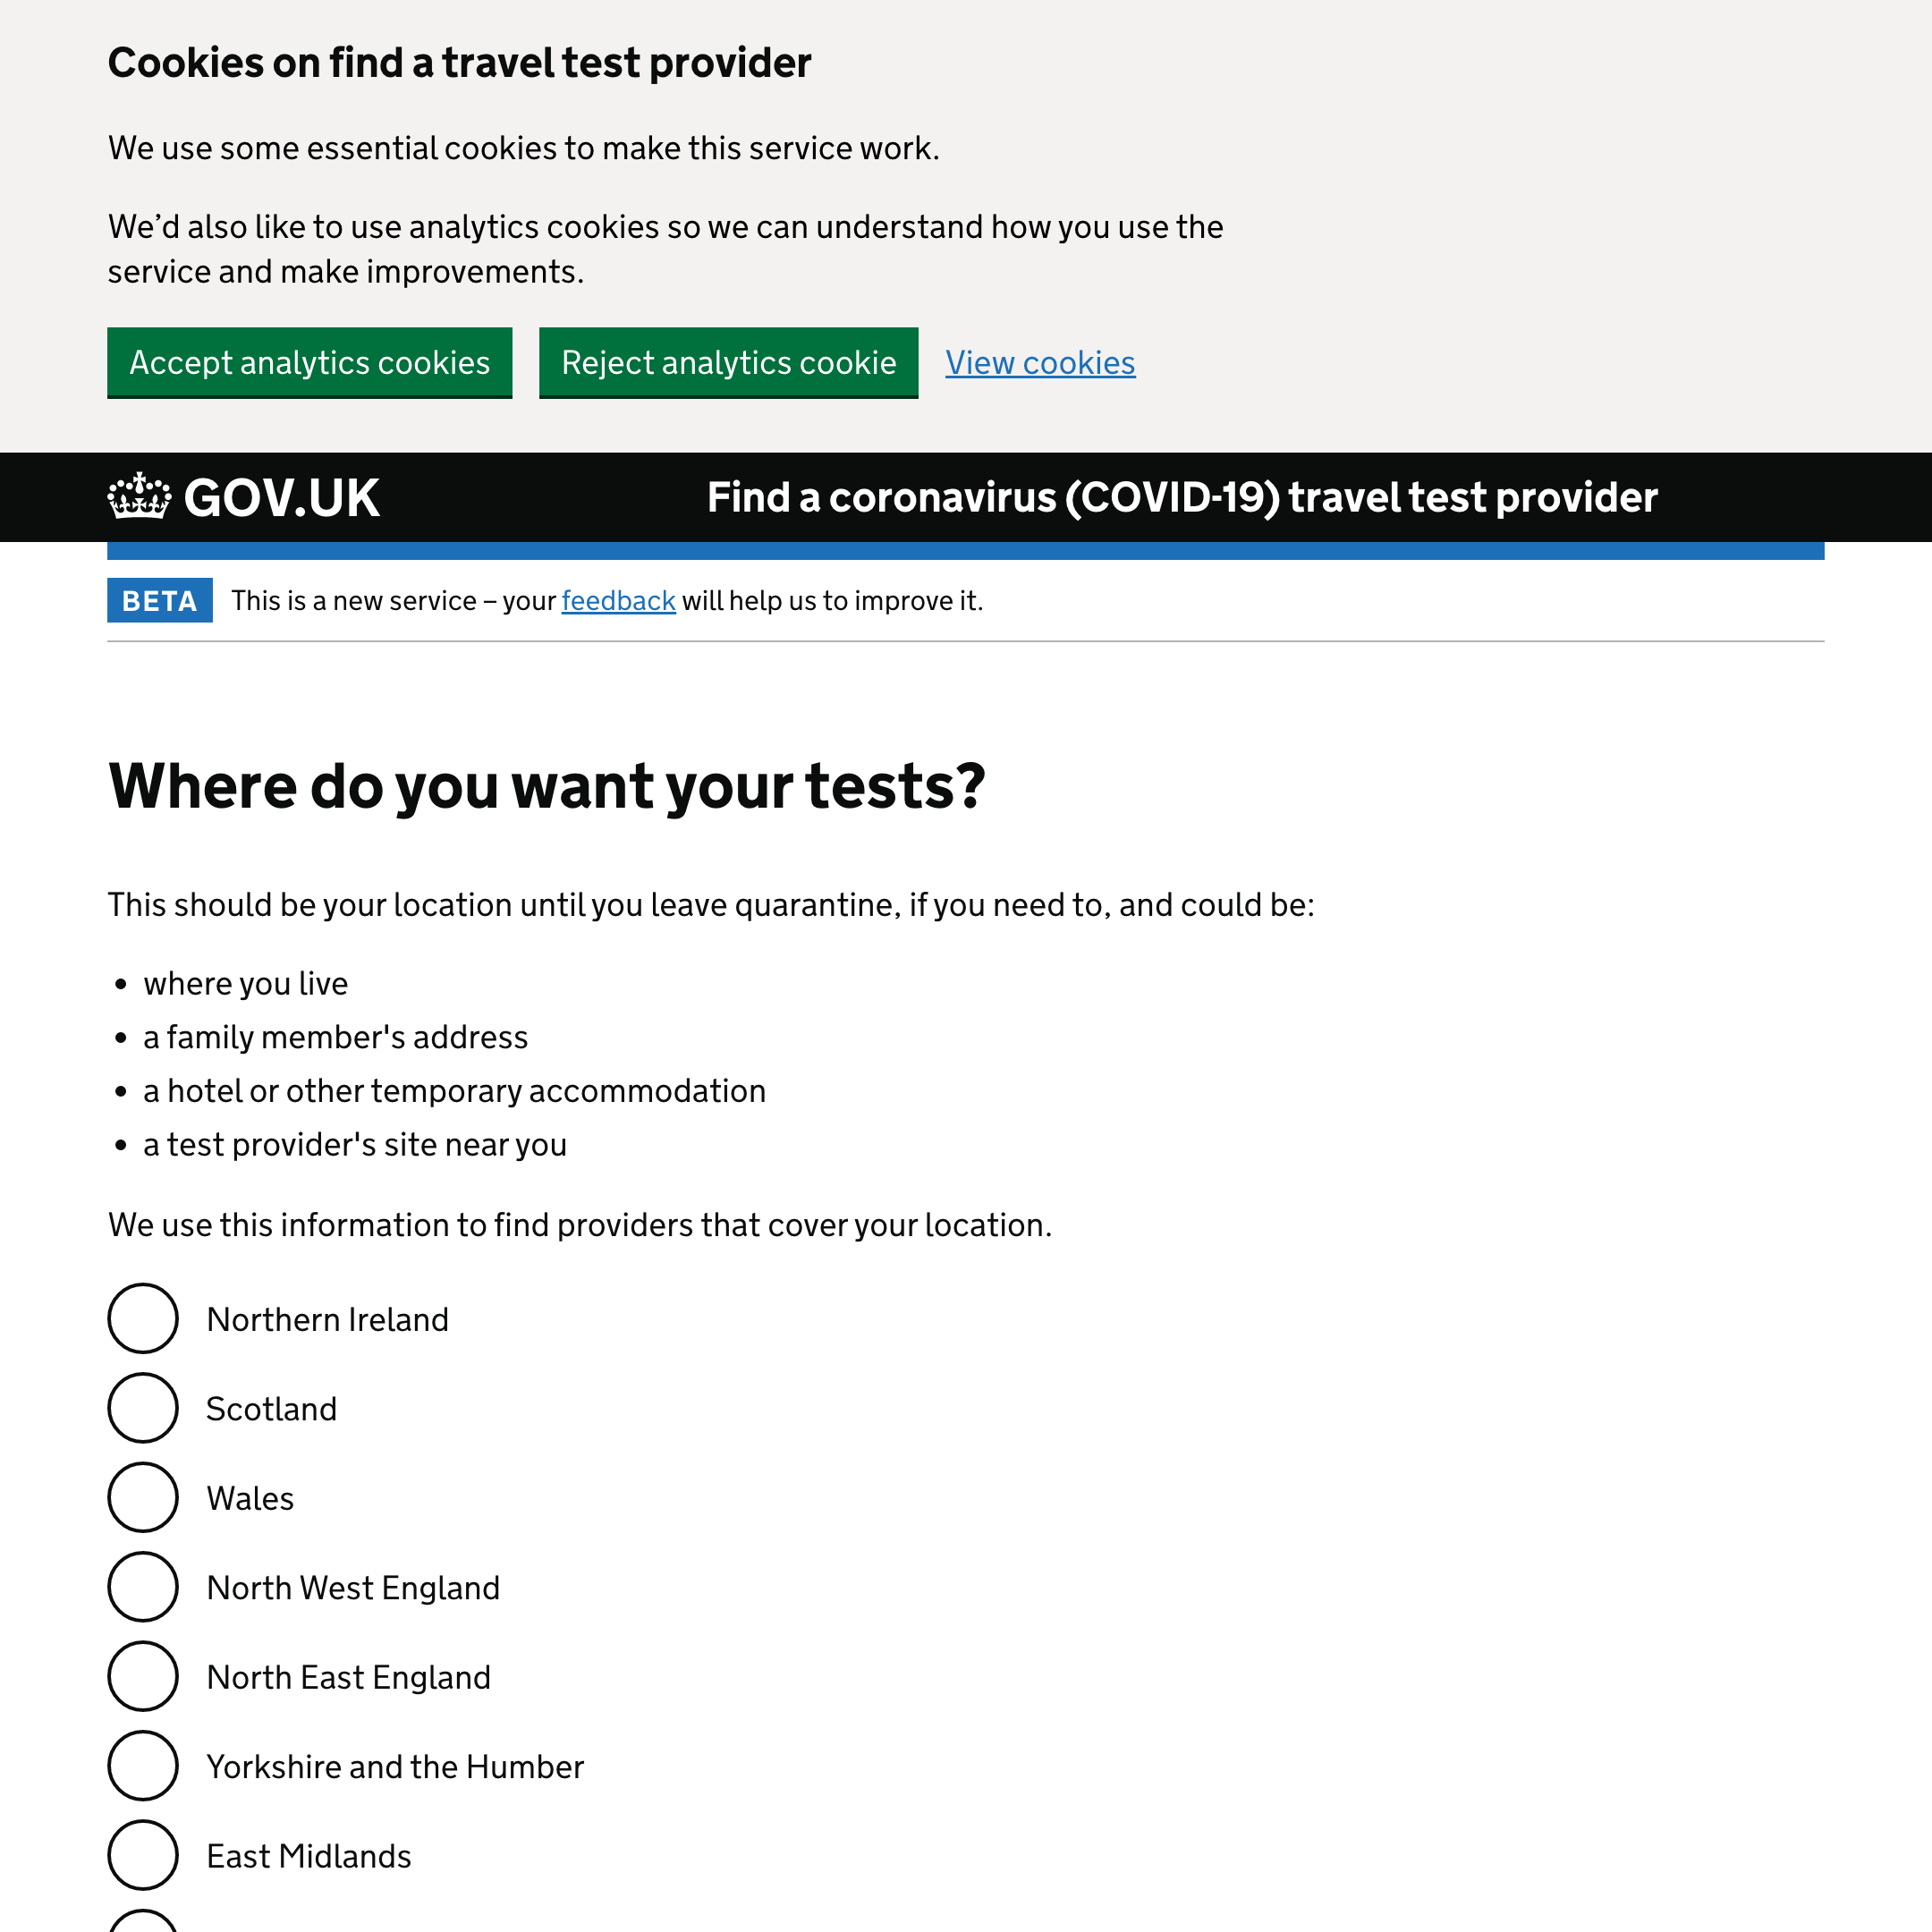 Cookies on find a travel test provider
We use some essential cookies to make this service work.
We’d also like to use analytics cookies so we can understand how you use the
service and make improvements.
Accept analytics cookies
Reject analytics cookie
View cookies
GOV.UK
Find a coronavirus (COVID-19) travel test provider
BETA
This is a new service – your feedback will help us to improve it.
Where do you want your tests?
This should be your location until you leave quarantine, if you need to, and could be:
where you live
a family member's address
a hotel or other temporary accommodation
a test provider's site near you
We use this information to find providers that cover your location.
Northern Ireland
Scotland
Wales
North West England
North East England
Yorkshire and the Humber
East Midlands